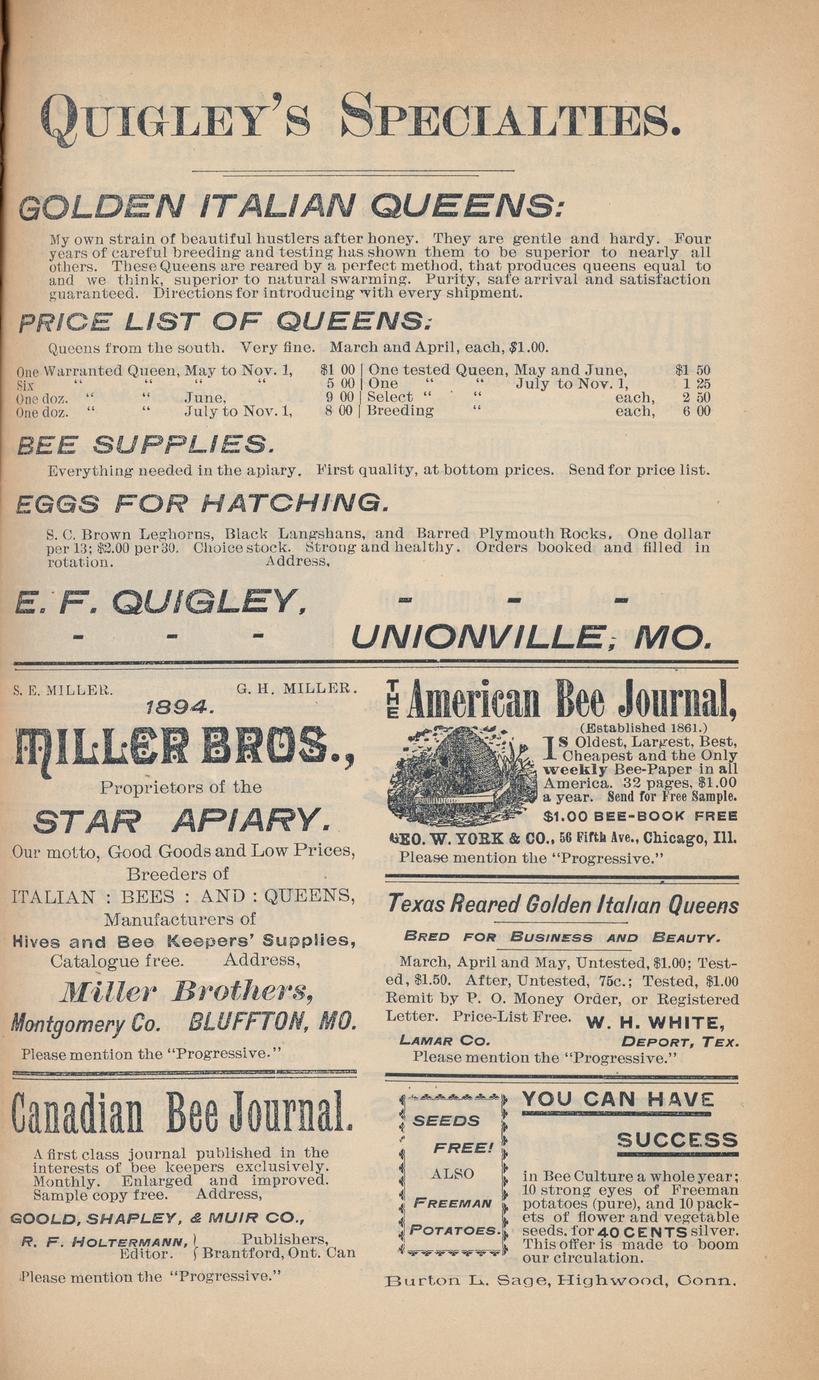 QUIGLEY'S SPECIALTIES.
GOLDEN ITALIAN QUEENS:
My own strain of beautiful hustlers after honey. They are gentle and hardy. Four
years of careful breeding and testing has shown them to be superior to nearly all
others. These Queens are reared by a perfect method, that produces queens equal to
and we think, superior to natural swarming. Purity, safe arrival and satisfaction
guaranteed. Directions for introducing with every shipment.
PRICE LIST OF QUEENS:
Queens from the south. Very fine. March and April, each, $1.00.
One Warranted Queen, May to Nov. 1, $1 00 | One tested Queen, May and June, $1 50
Six “ “ “ “ 5 00 | One “ “ July to Nov. 1, 1 25
One doz. “ “ June, 9 00 | Select “ “ each, 2 50
One doz. “ “ July to Nov. 1, 8 00 | Breeding “ each, 6 00
BEE SUPPLIES.
Everything needed in the apiary. First quality, at bottom prices. Send for price list.
EGGS FOR HATCHING.
S. C. Brown Leghorns, Black Langshans, and Barred Plymouth Rocks. One dollar
per 13; $2.00 per 30. Choice stock. Strong and healthy. Orders booked and filled in
rotation. Address,
E. F. QUIGLEY, - - -
- - - UNIONVILLE, MO.
S. E. MILLER. G. H. MILLER.
1894.
MILLER BROS.,
Proprietors of the
STAR APIARY.
Our motto, Good Goods and Low Prices,
Breeders of
ITALIAN : BEES : AND : QUEENS,
Manufacturers of
Hives and Bee Keepers' Supplies,
Catalogue free. Address,
Miller Brothers,
Montgomery Co. BLUFFTON, MO.
Please mention the “Progressive.”
Canadian Bee Journal.
A first class journal published in the
interests of bee keepers exclusively.
Monthly. Enlarged and improved.
Sample copy free. Address,
GOOLD, SHAPLEY, & MUIR CO.,
R. F. HOLTERMANN, } Publishers,
Editor. { Brantford, Ont. Can
Please mention the “Progressive.”
THE American Bee Journal,
(Established 1861.)
IS Oldest, Largest, Best,
Cheapest and the Only
weekly Bee-Paper in all
America. 32 pages, $1.00
a year. Send for Free Sample.
$1.00 BEE-BOOK FREE
GEO. W. YORK & CO., 56 Fifth Ave., Chicago, Ill.
Please mention the “Progressive.”
Texas Reared Golden Italian Queens
BRED FOR BUSINESS AND BEAUTY.
March, April and May, Untested, $1.00; Test-
ed, $1.50. After, Untested, 75c.; Tested, $1.00
Remit by P. O. Money Order, or Registered
Letter. Price-List Free. W. H. WHITE,
LAMAR CO. DEPORT, TEX.
Please mention the “Progressive.”
SEEDS
FREE!
ALSO
FREEMAN
POTATOES.
YOU CAN HAVE
SUCCESS
in Bee Culture a whole year;
10 strong eyes of Freeman
potatoes (pure), and 10 pack-
ets of flower and vegetable
seeds, for 40 CENTS silver.
This offer is made to boom
our circulation.
Burton L. Sage, Highwood, Conn.